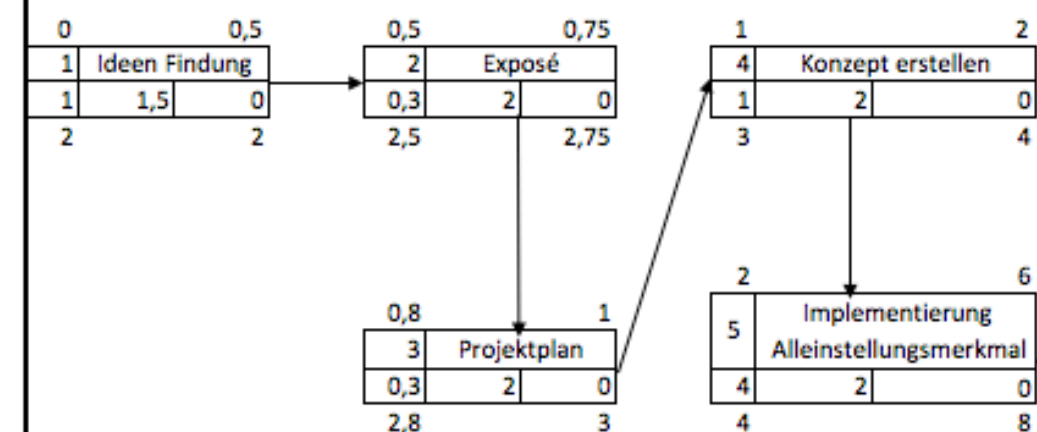 0 0,5
1 Ideen Findung
1 1,5 0
2 2
0,5 0,75
2 Exposé
0,3 2 0
2,5 2,75
0,8 1
3 Projektplan
0,3 2 0
2,8 3
1 2
4 Konzept erstellen
1 2 0
3 4
2 6
5 Implementierung
Alleinstellungsmerkmal
4 2 0
4 8